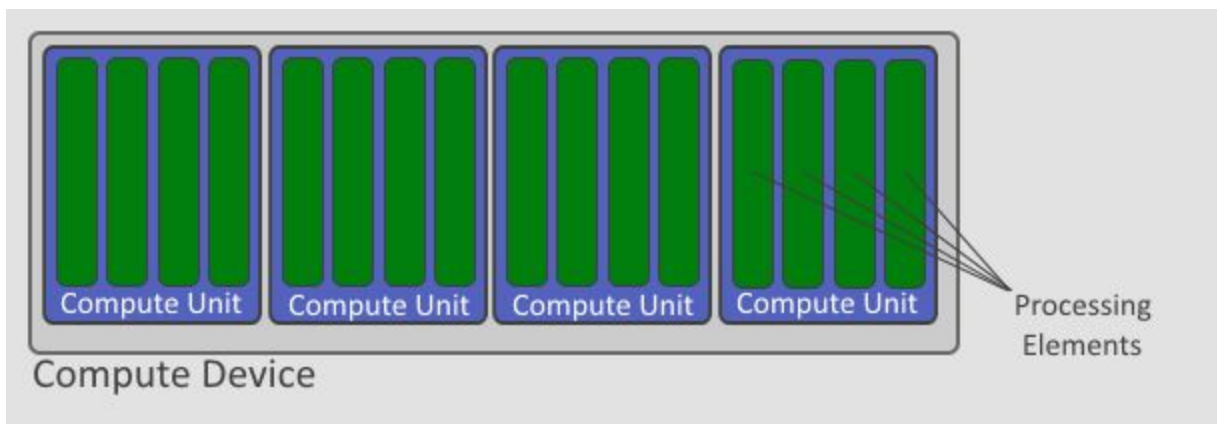 Compute Unit
Compute Unit
Compute Unit
Compute Unit
Processing
Elements
Compute Device